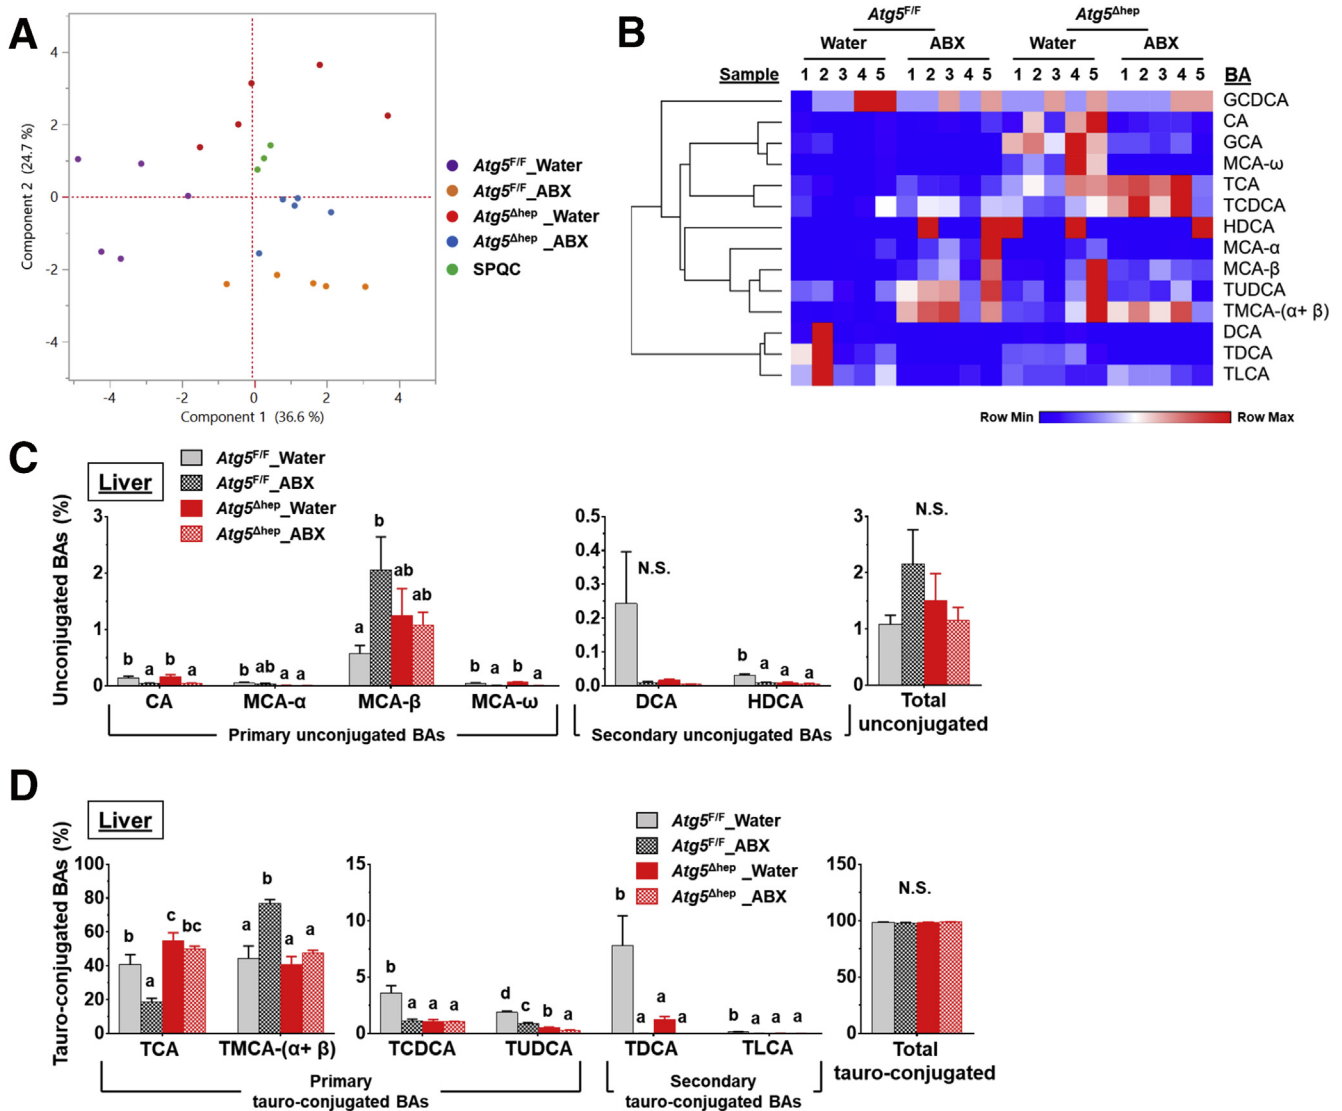 A
4
2
0
-2
-4
-4
-2
0
2
4
Component 2 (24.7 %)
Component 1 (36.6 %)
Atg5F/F_Water
Atg5F/F_ABX
Atg5Δhep_Water
Atg5Δhep _ABX
SPQC
B
Atg5F/F
Atg5Δhep
Water
ABX
Water
ABX
Sample
1 2 3 4 5 1 2 3 4 5 1 2 3 4 5 1 2 3 4 5
BA
GCDCA
CA
GCA
MCA-ω
TCA
TCDCA
HDCA
MCA-α
MCA-β
TUDCA
TMCA-(α+ β)
DCA
TDCA
TLCA
Row Min
Row Max
C
Liver
Atg5F/F_Water
Atg5F/F_ABX
Atg5Δhep_Water
Atg5Δhep_ABX
Unconjugated BAs (%)
3
2
1
0
b a b a
b ab a a
a b ab ab
b a b a
CA
MCA-α
MCA-β
MCA-ω
Primary unconjugated BAs
0.5
0.4
0.3
0.2
0.1
0.0
N.S.
b a a a
DCA
HDCA
Secondary unconjugated BAs
3
2
1
0
N.S.
Total
unconjugated
D
Liver
Atg5F/F_Water
Atg5F/F_ABX
Atg5Δhep _Water
Atg5Δhep _ABX
Tauro-conjugated BAs (%)
100
80
60
40
20
0
b a c bc
a b a a
TCA
TMCA-(α+ β)
15
10
5
0
b a a a
d c b a
TCDCA
TUDCA
Primary
tauro-conjugated BAs
b a a a
b a a a
TDCA
TLCA
Secondary
tauro-conjugated BAs
150
100
50
0
N.S.
Total
tauro-conjugated